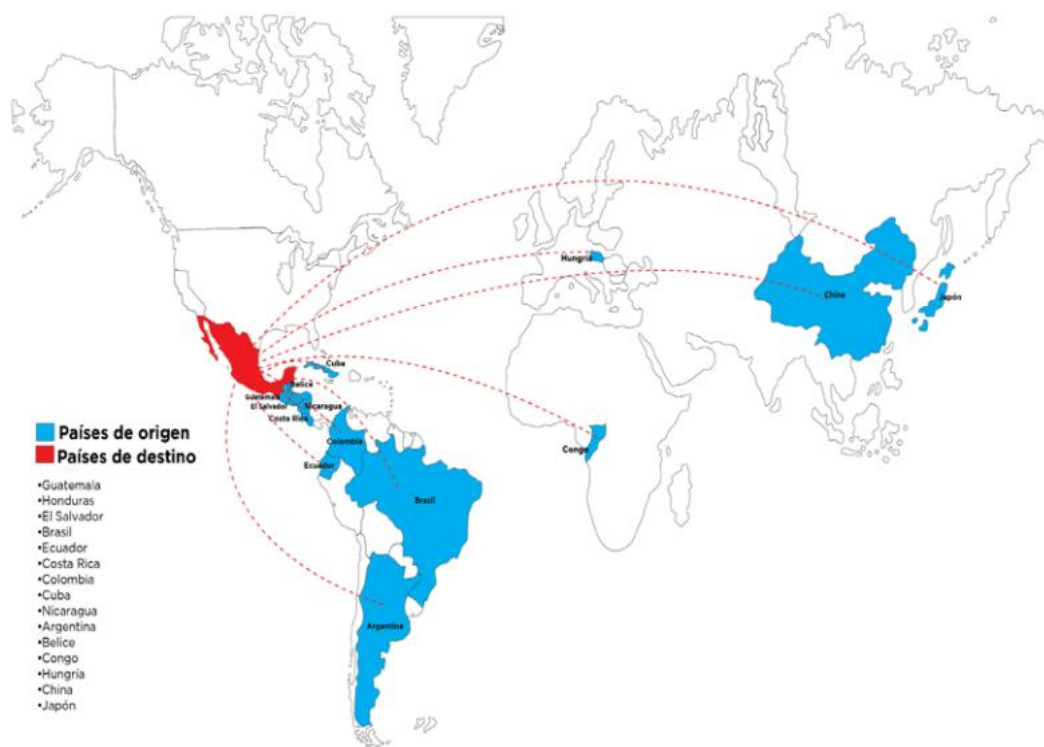 Hungría
China
Japón
Cuba
Belice
Guatemala
El Salvador
Nicaragua
Costa Rica
Colombia
Ecuador
Congo
Brasil
Argentina
Países de origen
Países de destino
•Guatemala
•Honduras
•El Salvador
•Brasil
•Ecuador
•Costa Rica
•Colombia
•Cuba
•Nicaragua
•Argentina
•Belice
•Congo
•Hungría
•China
•Japón